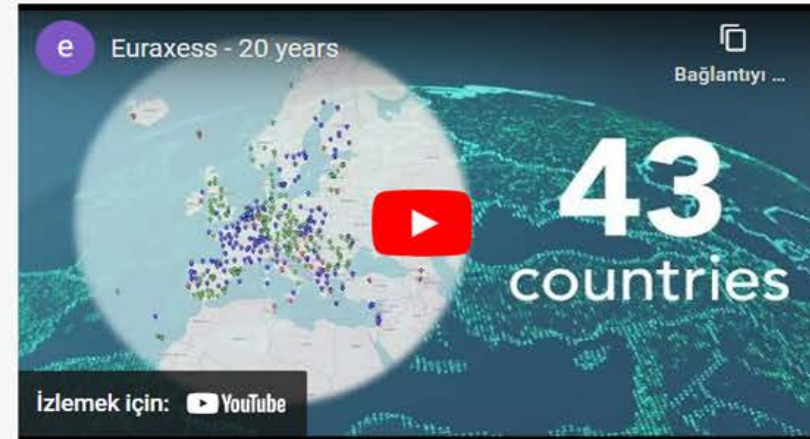 e
Euraxess - 20 years
Bağlantıyı ...
43
countries
İzlemek için: YouTube